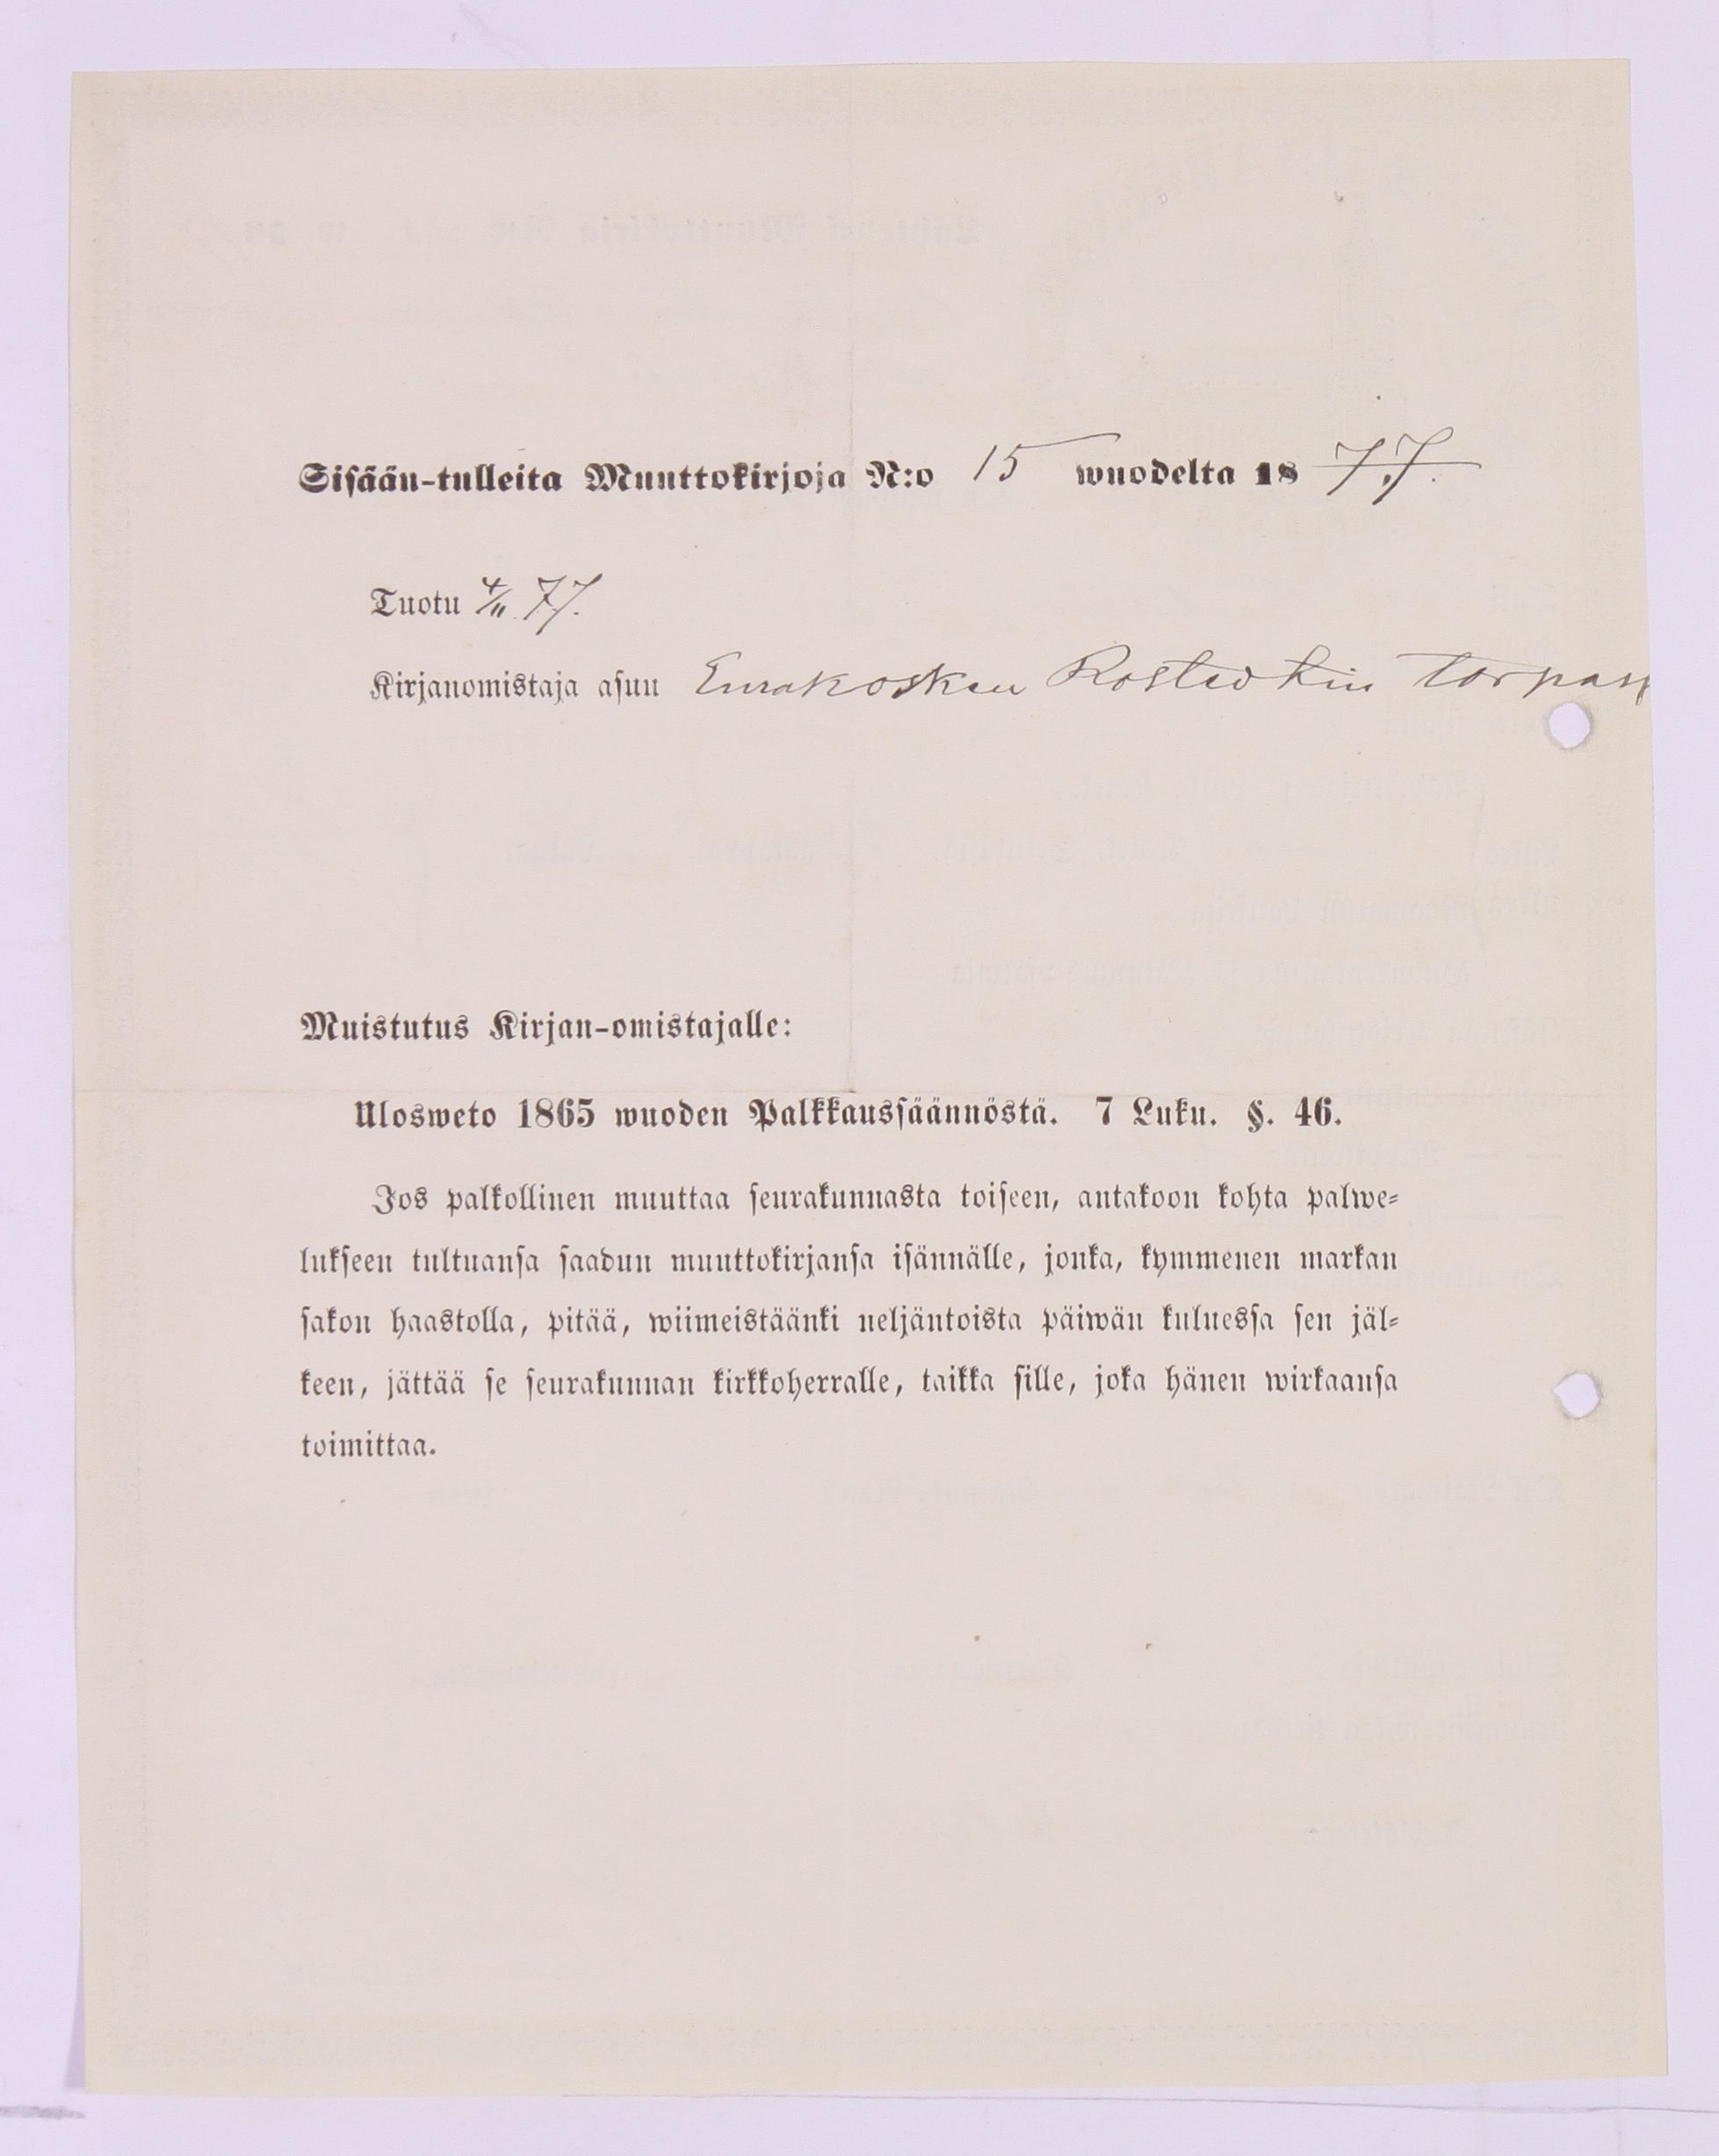 Sisään-tulleita Muuttokirjoja N:o 15 wuodelta 1877.
Tuotu 4/11 77.
Kirjanomistaja asuu Eurakosken torpass
Muistutus Kirjan-omistajalle:
Ulosweto 1865 wuoden Palkkaussäännöstä. 7 Luku. §. 46.
Jos palkollinen muuttaa seurakunnasta toiseen, antakoon kohta palwe-
lukseen tultuansa saadun muuttokirjansa isännälle, jonka, kymmenen markan
sakon haastolla, pitää, wiimeistäänki neljäntoista päiwän kuluessa sen jäl-
keen, jättää se seurakunnan kirkkoherralle, taikka sille, joka hänen wirkaansa
toimittaa.